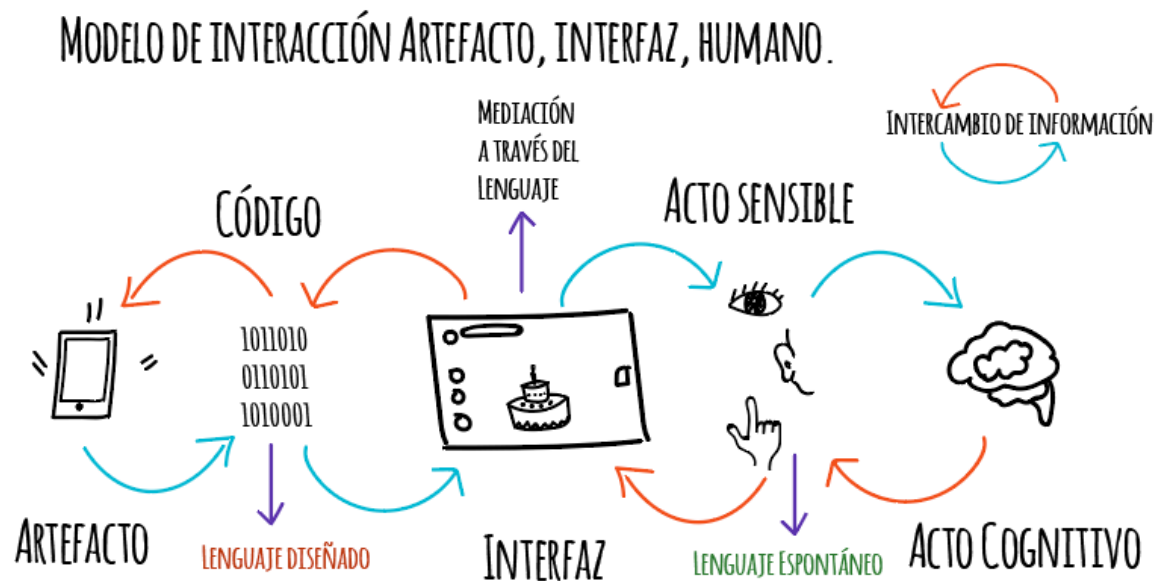 Modelo de interacción Artefacto, interfaz, humano.
Mediación
a través del
Lenguaje
Intercambio de información
Código
Acto sensible
1011010
0110101
1010001
Artefacto
Lenguaje diseñado
Interfaz
Lenguaje Espontáneo
Acto Cognitivo